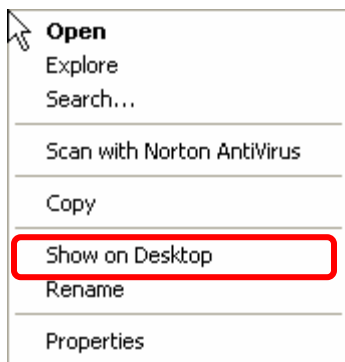 Open
Explore
Search...
Scan with Norton AntiVirus
Copy
Show on Desktop
Rename
Properties